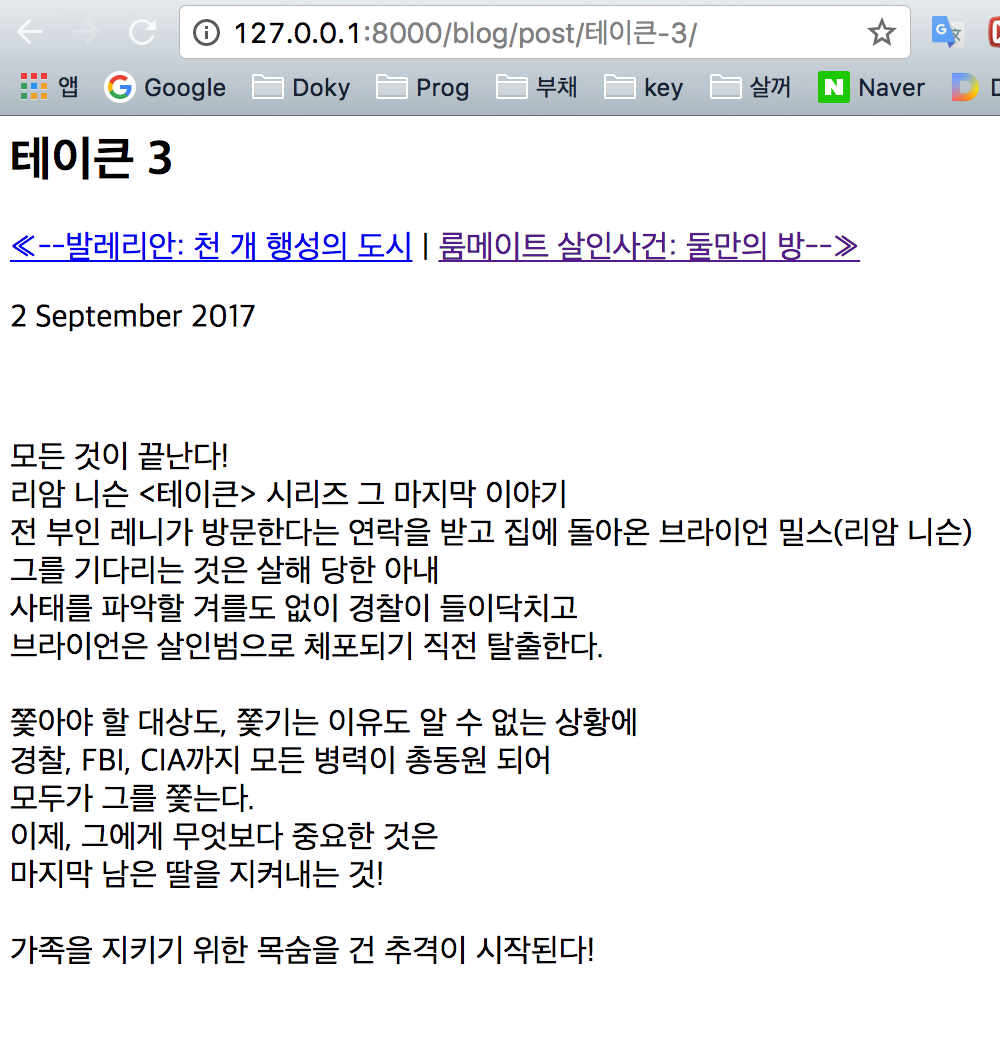 127.0.0.1:8000/blog/post/테이큰-3/
앱 Google Doky Prog 부채 key 살꺼 Naver
테이큰 3
≪--발레리안: 천 개 행성의 도시 | 룸메이트 살인사건: 둘만의 방--≫
2 September 2017
모든 것이 끝난다!
리암 니슨 <테이큰> 시리즈 그 마지막 이야기
전 부인 레니가 방문한다는 연락을 받고 집에 돌아온 브라이언 밀스(리암 니슨)
그를 기다리는 것은 살해 당한 아내
사태를 파악할 겨를도 없이 경찰이 들이닥치고
브라이언은 살인범으로 체포되기 직전 탈출한다.
쫓아야 할 대상도, 쫓기는 이유도 알 수 없는 상황에
경찰, FBI, CIA까지 모든 병력이 총동원 되어
모두가 그를 쫓는다.
이제, 그에게 무엇보다 중요한 것은
마지막 남은 딸을 지켜내는 것!
가족을 지키기 위한 목숨을 건 추격이 시작된다!